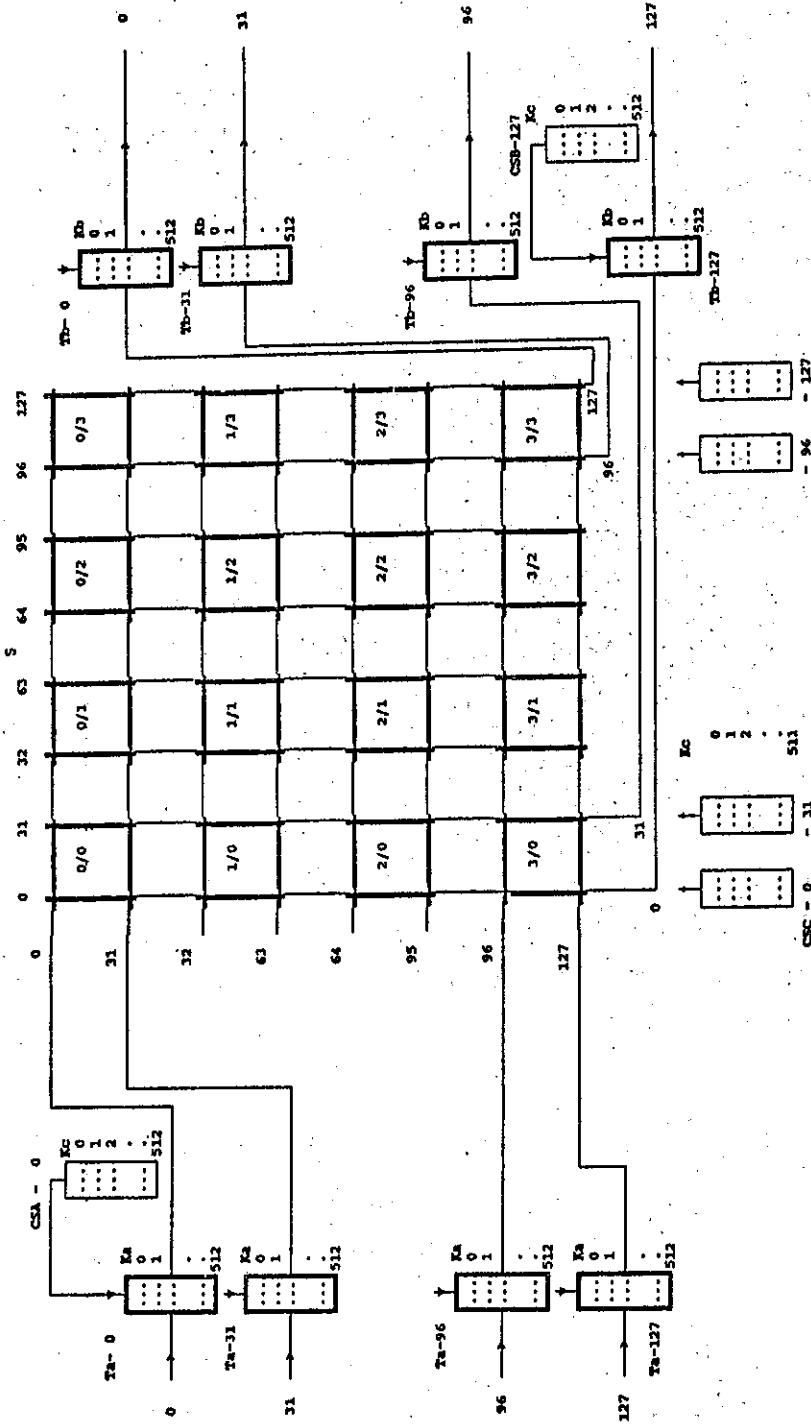 S
0 31 32 63 64 95 96 127
0
31
32
63
64
95
96
127
0/0 0/1 0/2 0/3
1/0 1/1 1/2 1/3
2/0 2/1 2/2 2/3
3/0 3/1 3/2 3/3
CSA - 0
Kc
0
1
2
.
.
512
Ta- 0
Ka
0
1
.
.
512
0
Ta-31
Ka
0
1
.
.
512
31
Ta-96
Ka
0
1
.
.
512
96
Ta-127
Ka
0
1
.
.
512
127
Tb- 0
Kb
0
1
.
.
512
0
Tb-31
Kb
0
1
.
.
512
31
Tb-96
Kb
0
1
.
.
512
96
CSB-127
Kc
0
1
2
.
.
512
Tb-127
Kb
0
1
.
.
512
127
0 31 96 127
Kc
0
1
2
.
.
511
CSC - 0 - 31 - 96 - 127